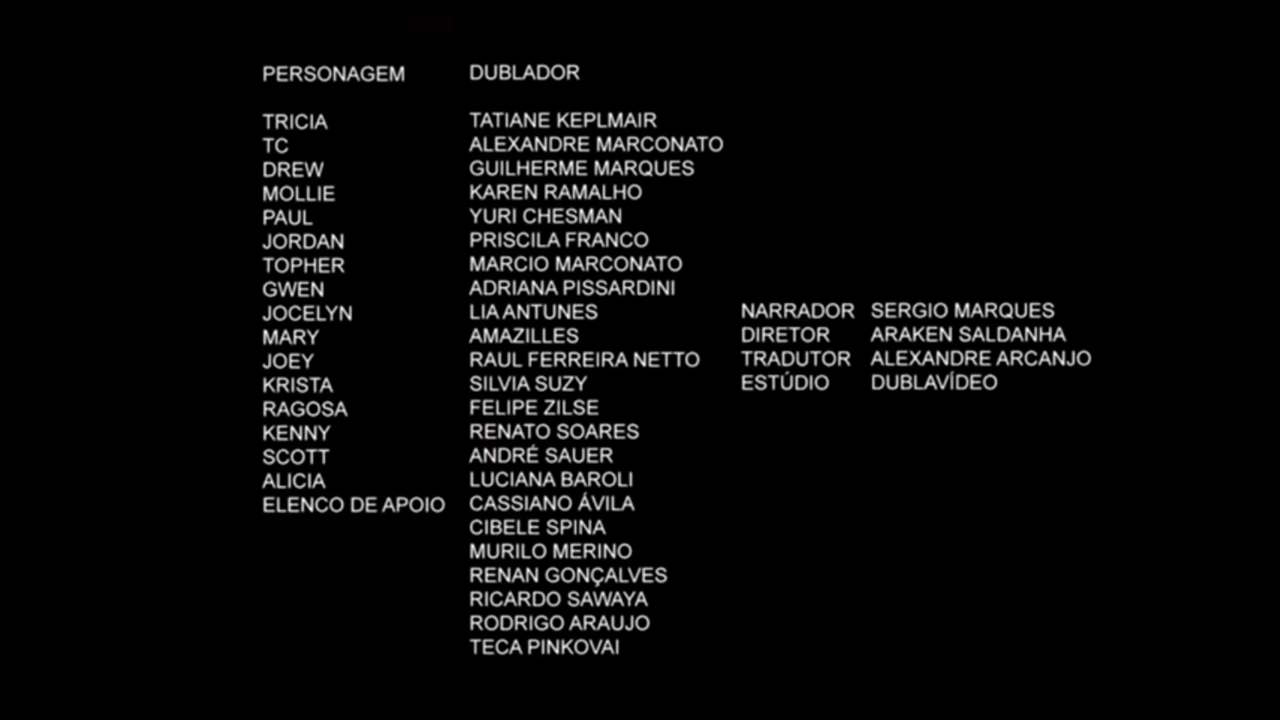 PERSONAGEM DUBLADOR
TRICIA TATIANE KEPLMAIR
TC ALEXANDRE MARCONATO
DREW GUILHERME MARQUES
MOLLIE KAREN RAMALHO
PAUL YURI CHESMAN
JORDAN PRISCILA FRANCO
TOPHER MARCIO MARCONATO
GWEN ADRIANA PISSARDINI
JOCELYN LIA ANTUNES
MARY AMAZILLES
JOEY RAUL FERREIRA NETTO
KRISTA SILVIA SUZY
RAGOSA FELIPE ZILSE
KENNY RENATO SOARES
SCOTT ANDRÉ SAUER
ALICIA LUCIANA BAROLI
ELENCO DE APOIO CASSIANO ÁVILA
CIBELE SPINA
MURILO MERINO
RENAN GONÇALVES
RICARDO SAWAYA
RODRIGO ARAUJO
TECA PINKOVAI
NARRADOR SERGIO MARQUES
DIRETOR ARAKEN SALDANHA
TRADUTOR ALEXANDRE ARCANJO
ESTÚDIO DUBLAVÍDEO